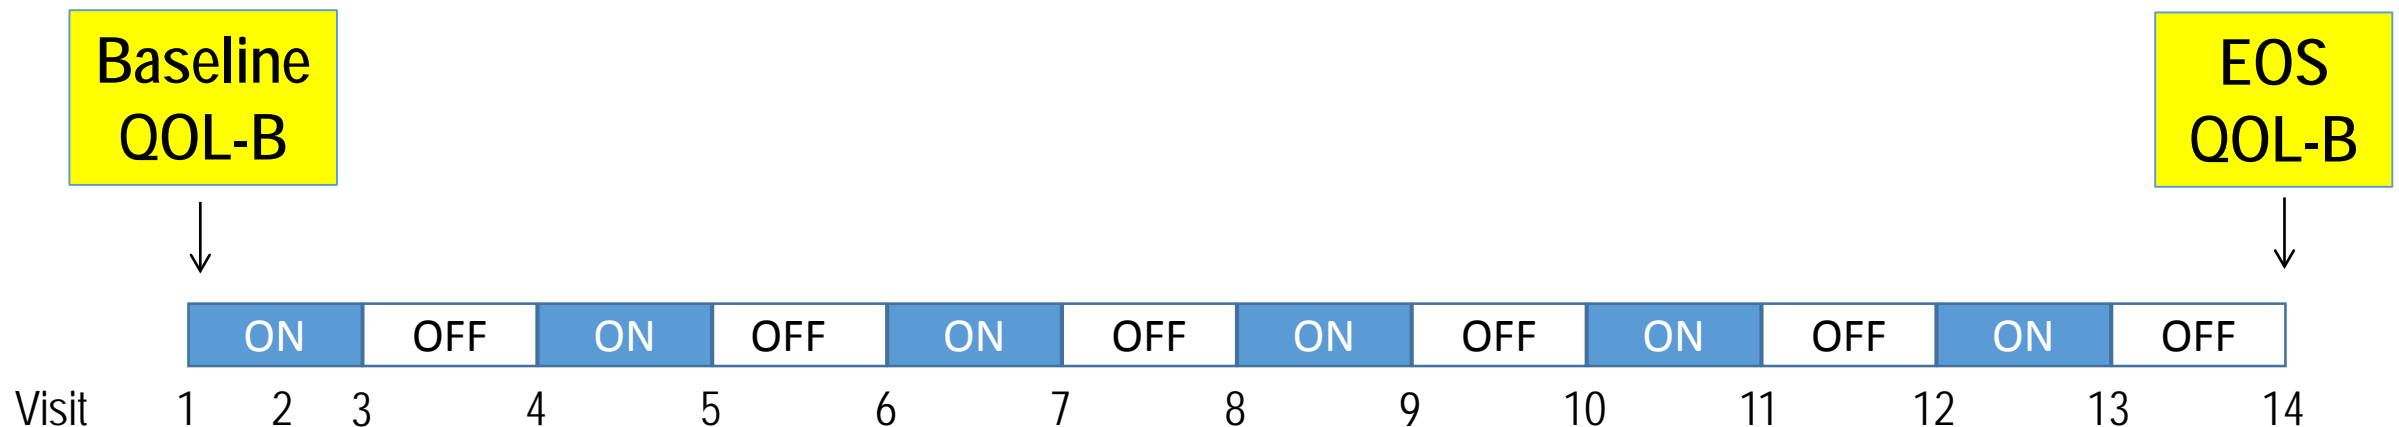 Baseline
QOL-B
EOS
QOL-B
ON OFF ON OFF ON OFF ON OFF ON OFF ON OFF
Visit 1 2 3 4 5 6 7 8 9 10 11 12 13 14